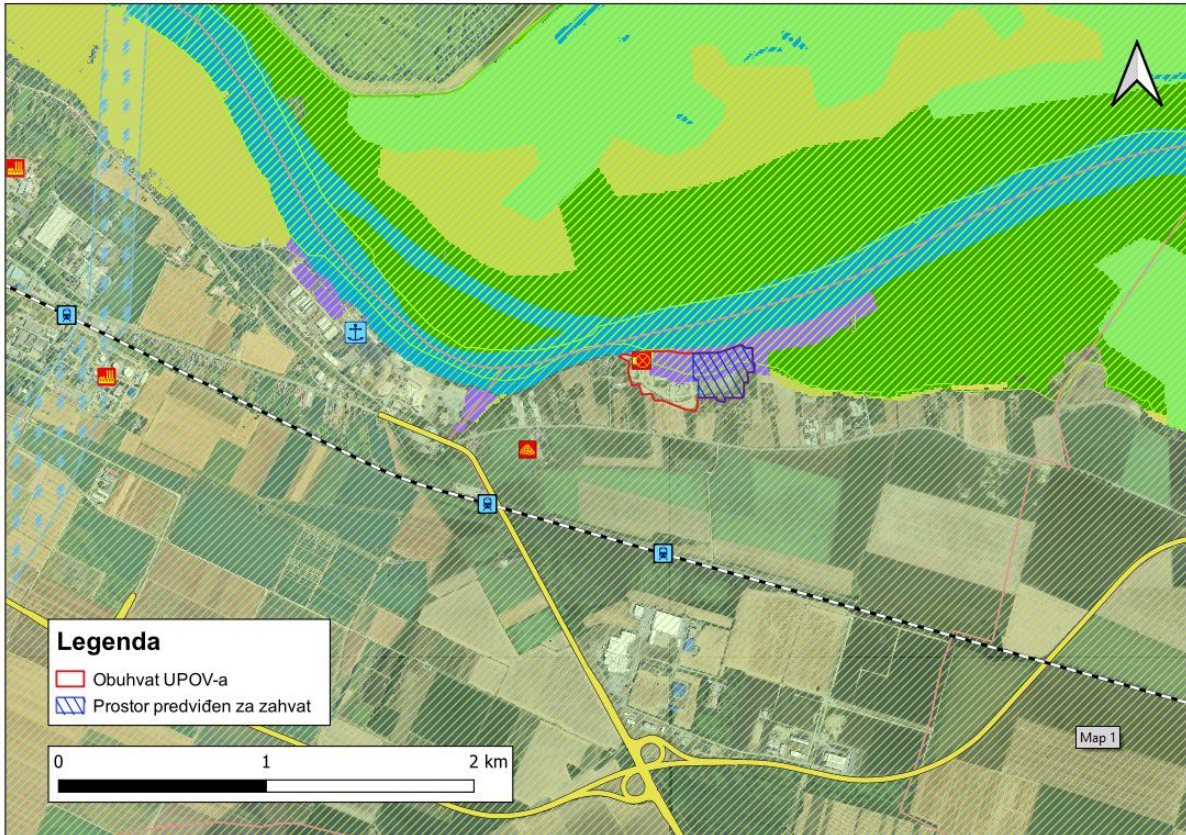 Legenda
Obuhvat UPOV-a
Prostor predviđen za zahvat
0 1 2 km
Map 1